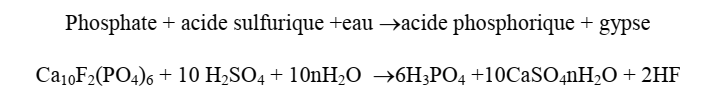 Phosphate + acide sulfurique +eau →acide phosphorique + gypse
Ca₁₀F₂(PO₄)₆ + 10 H₂SO₄ + 10nH₂O →6H₃PO₄ +10CaSO₄nH₂O + 2HF